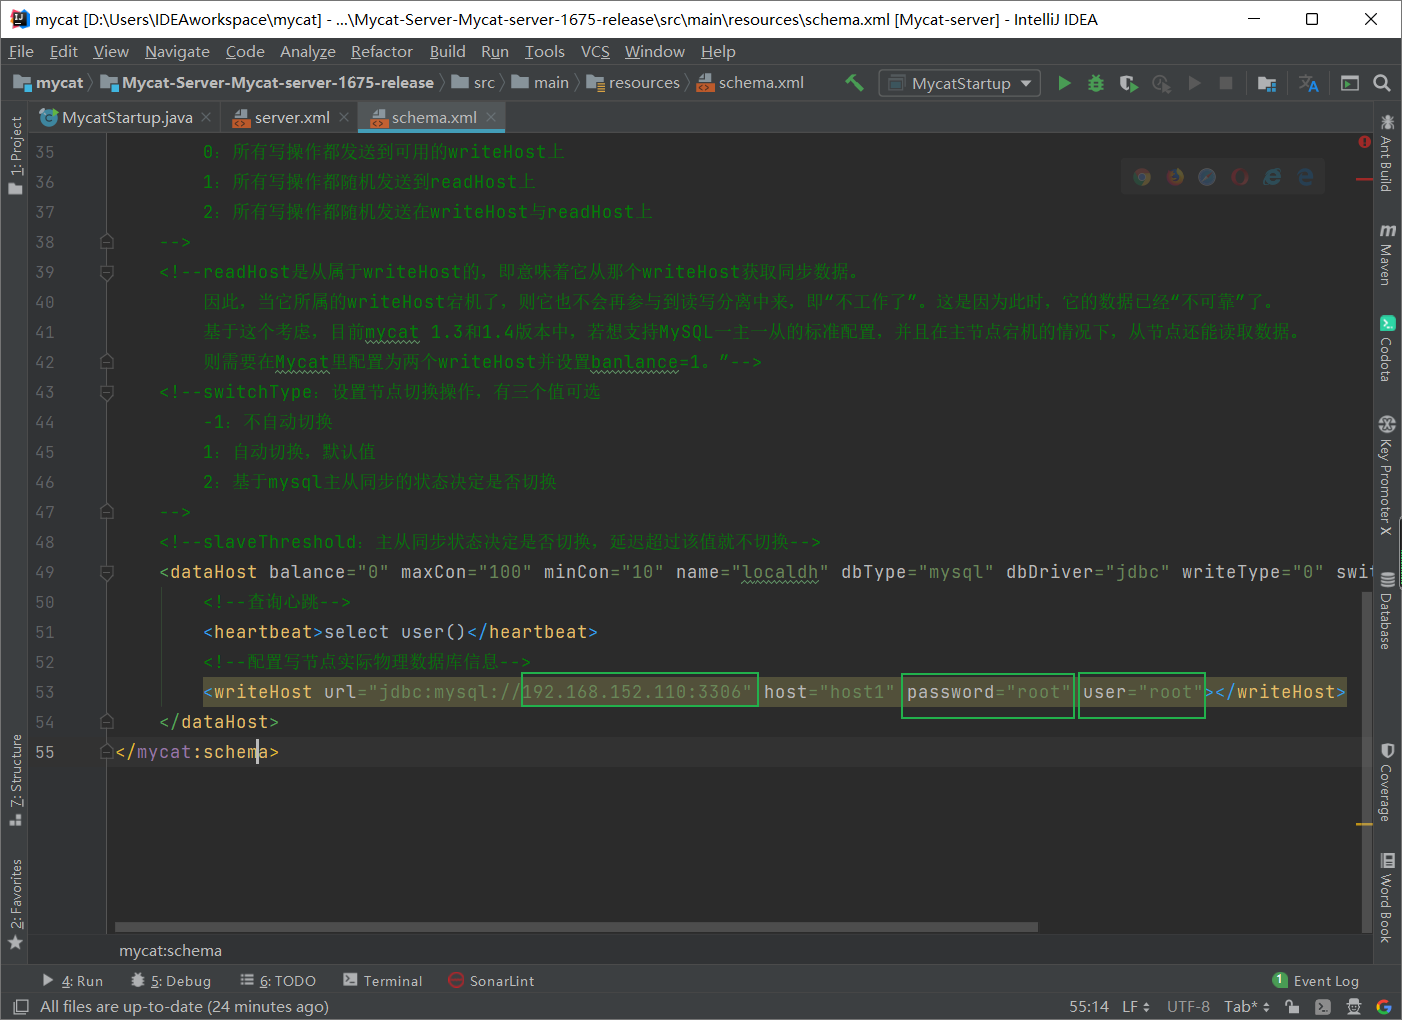 mycat [D:\Users\IDEAworkspace\mycat] - ...\Mycat-Server-Mycat-server-1675-release\src\main\resources\schema.xml [Mycat-server] - IntelliJ IDEA
File Edit View Navigate Code Analyze Refactor Build Run Tools VCS Window Help
mycat Mycat-Server-Mycat-server-1675-release src main resources schema.xml MycatStartup
MycatStartup.java server.xml schema.xml
1: Project
7: Structure
2: Favorites
35 0：所有写操作都发送到可用的writeHost上
36 1：所有写操作都随机发送到readHost上
37 2：所有写操作都随机发送在writeHost与readHost上
38 -->
39 <!--readHost是从属于writeHost的，即意味着它从那个writeHost获取同步数据。
40 因此，当它所属的writeHost宕机了，则它也不会再参与到读写分离中来，即“不工作了”。这是因为此时，它的数据已经“不可靠”了。
41 基于这个考虑，目前mycat 1.3和1.4版本中，若想支持MySQL一主一从的标准配置，并且在主节点宕机的情况下，从节点还能读取数据。
42 则需要在Mycat里配置为两个writeHost并设置banlance=1。”-->
43 <!--switchType：设置节点切换操作，有三个值可选
44 -1：不自动切换
45 1：自动切换，默认值
46 2：基于mysql主从同步的状态决定是否切换
47 -->
48 <!--slaveThreshold：主从同步状态决定是否切换，延迟超过该值就不切换-->
49 <dataHost balance="0" maxCon="100" minCon="10" name="localdh" dbType="mysql" dbDriver="jdbc" writeType="0" swit
50 <!--查询心跳-->
51 <heartbeat>select user()</heartbeat>
52 <!--配置写节点实际物理数据库信息-->
53 <writeHost url="jdbc:mysql://192.168.152.110:3306" host="host1" password="root" user="root"></writeHost>
54 </dataHost>
55 </mycat:schema>
Ant Build
Maven
Codota
Key Promoter X
Database
Coverage
Word Book
mycat:schema
4: Run 5: Debug 6: TODO Terminal SonarLint 1 Event Log
All files are up-to-date (24 minutes ago) 55:14 LF UTF-8 Tab*